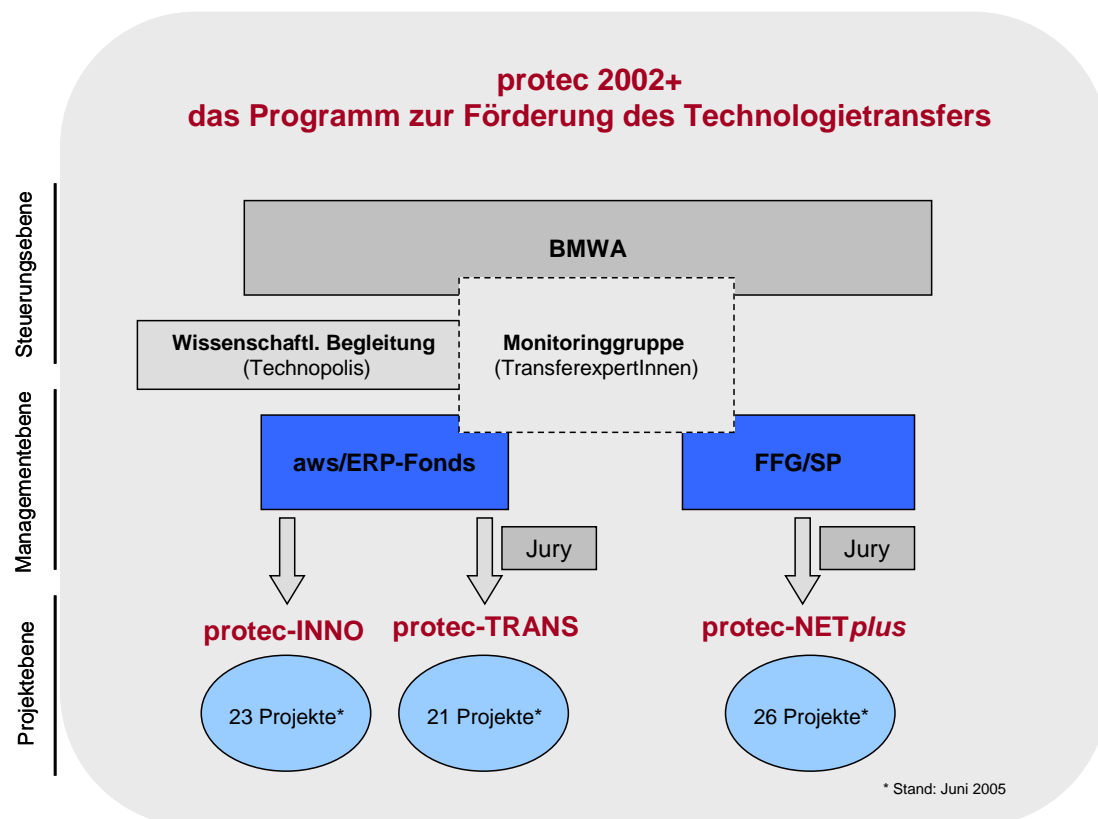 protec 2002+
das Programm zur Förderung des Technologietransfers
Steuerungsebene
BMWA
Wissenschaftl. Begleitung
(Technopolis)
Monitoringgruppe
(TransferexpertInnen)
Managementebene
aws/ERP-Fonds
FFG/SP
Jury
Jury
Projektebene
protec-INNO
protec-TRANS
protec-NETplus
23 Projekte*
21 Projekte*
26 Projekte*
* Stand: Juni 2005